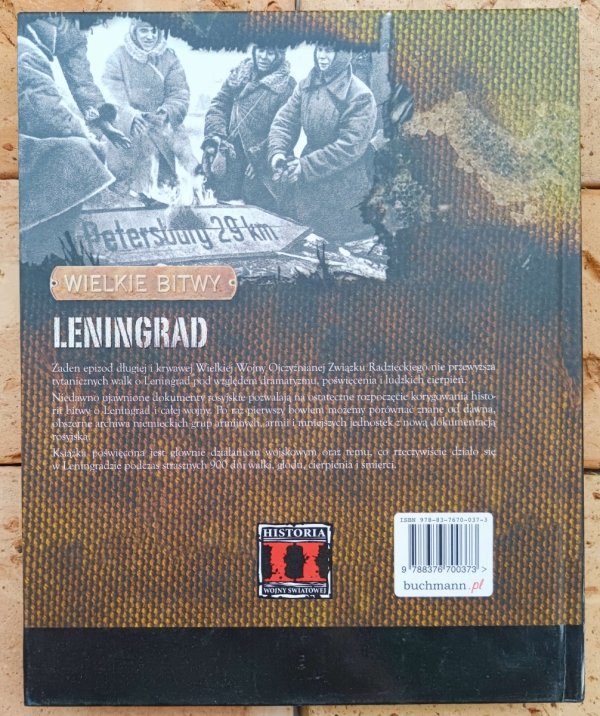 Petersburg 29 km
WIELKIE BITWY
LENINGRAD
Żaden epizod długiej i krwawej Wielkiej Wojny Ojczyźnianej Związku Radzieckiego nie przewyższa
tytanicznych walk o Leningrad pod względem dramatyzmu, poświęcenia i ludzkich cierpień.
Niedawno ujawnione dokumenty rosyjskie pozwalają na ostateczne rozpoczęcie korygowania histo-
rii bitwy o Leningrad i całej wojny. Po raz pierwszy bowiem możemy porównać znane od dawna,
obszerne archiwa niemieckich grup armijnych, armii i mniejszych jednostek z nową dokumentacją
rosyjską.
Książka poświęcona jest głównie działaniom wojskowym oraz temu, co rzeczywiście działo się
w Leningradzie podczas strasznych 900 dni walki, głodu, cierpienia i śmierci.
HISTORIA
II
WOJNY ŚWIATOWEJ
ISBN 978-83-7670-037-3
9 788376 700373 >
buchmann.pl